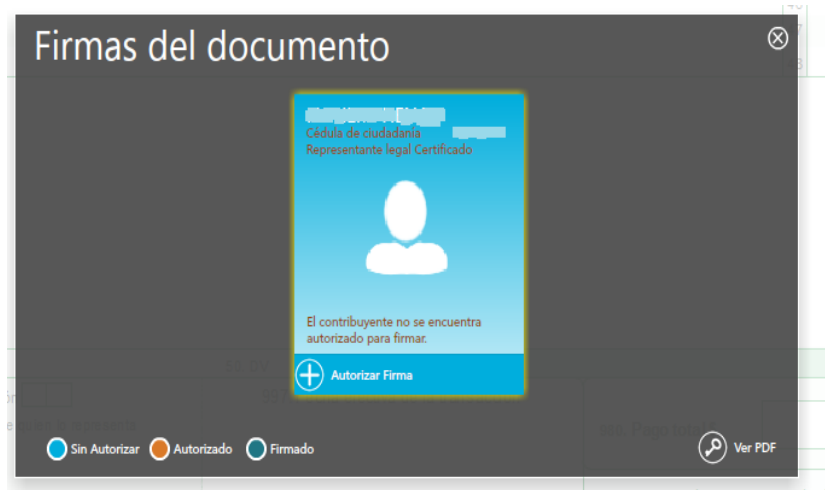 Firmas del documento
Cédula de ciudadania
Representante legal Certificado
El contribuyente no se encuentra
autorizado para firmar.
Autorizar Firma
Sin Autorizar
Autorizado
Firmado
Ver PDF